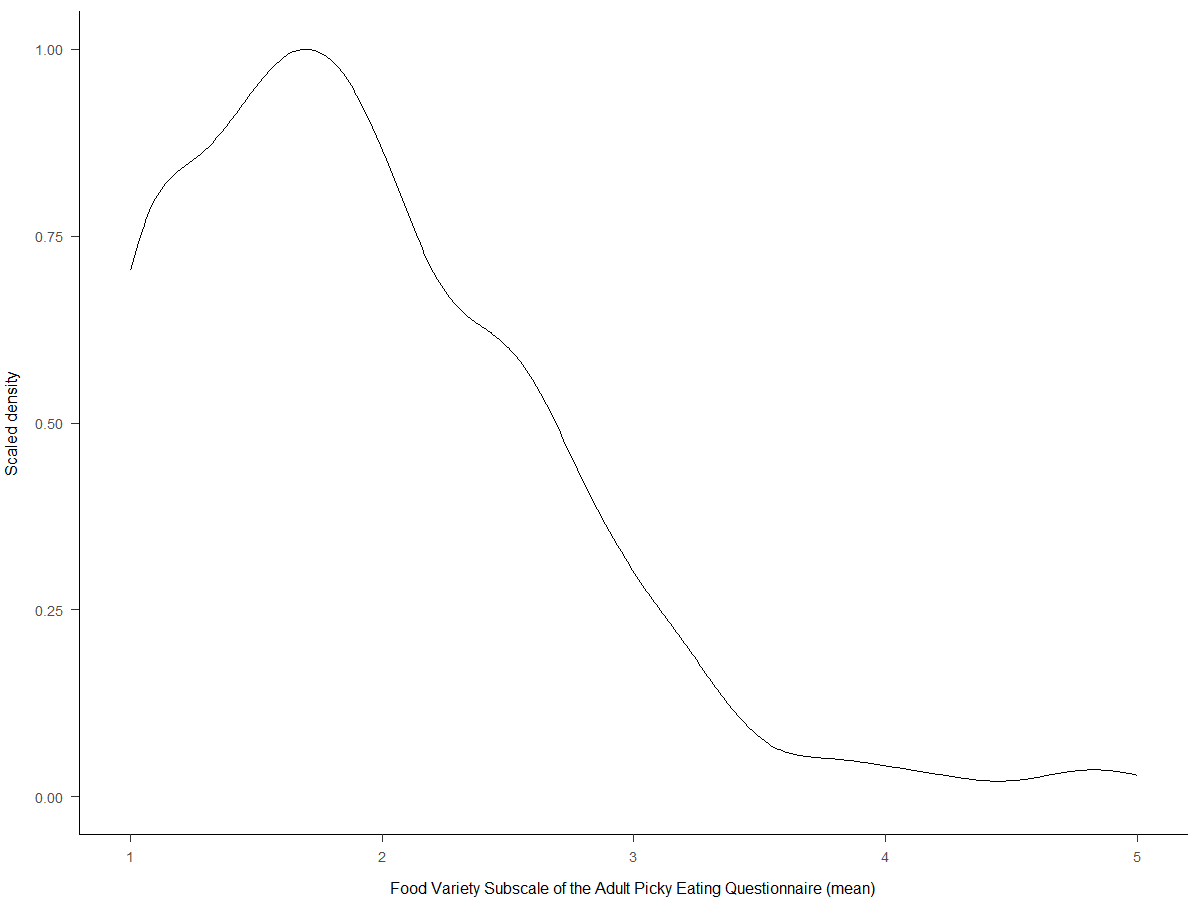 1.00
0.75
0.50
0.25
0.00
Scaled density
1 2 3 4 5
Food Variety Subscale of the Adult Picky Eating Questionnaire (mean)